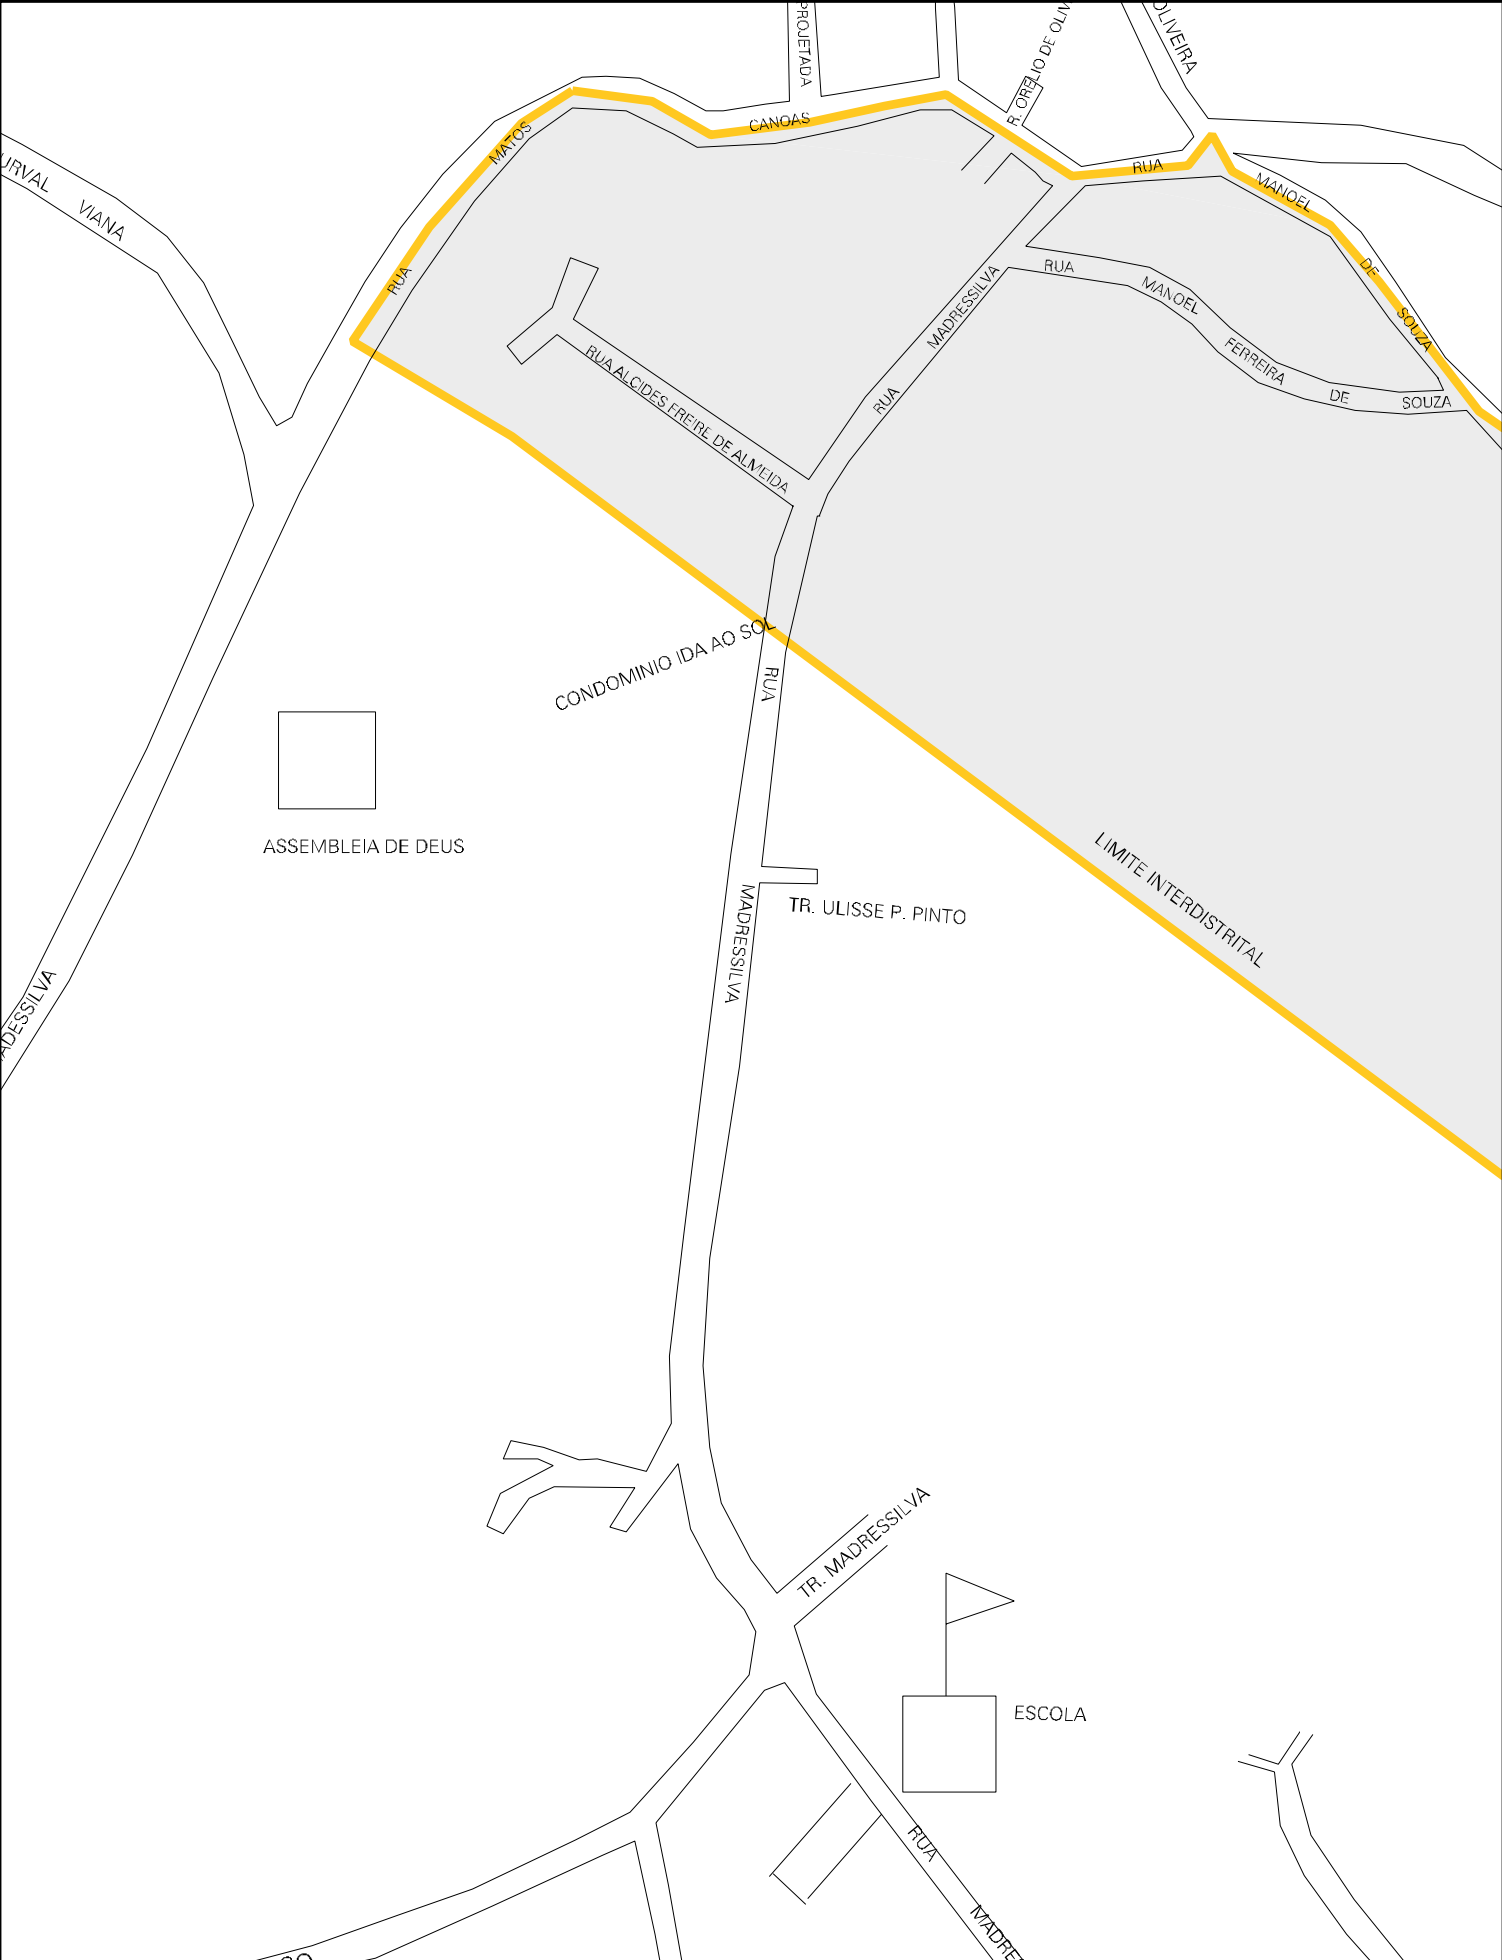 PROJETADA
R. ORELIO DE OLIV
OLIVEIRA
CANOAS
MATOS
RUA
RUA
MANOEL
DE
SOUZA
URVAL VIANA
RUA MANOEL FERREIRA DE SOUZA
RUA MADRESSILVA
RUA ALCIDES FREIRE DE ALMEIDA
CONDOMINIO IDA AO SOL
RUA
MADRESSILVA
ASSEMBLEIA DE DEUS
LIMITE INTERDISTRITAL
TR. ULISSE P. PINTO
ADESSILVA
TR. MADRESSILVA
ESCOLA
RUA
MADRE